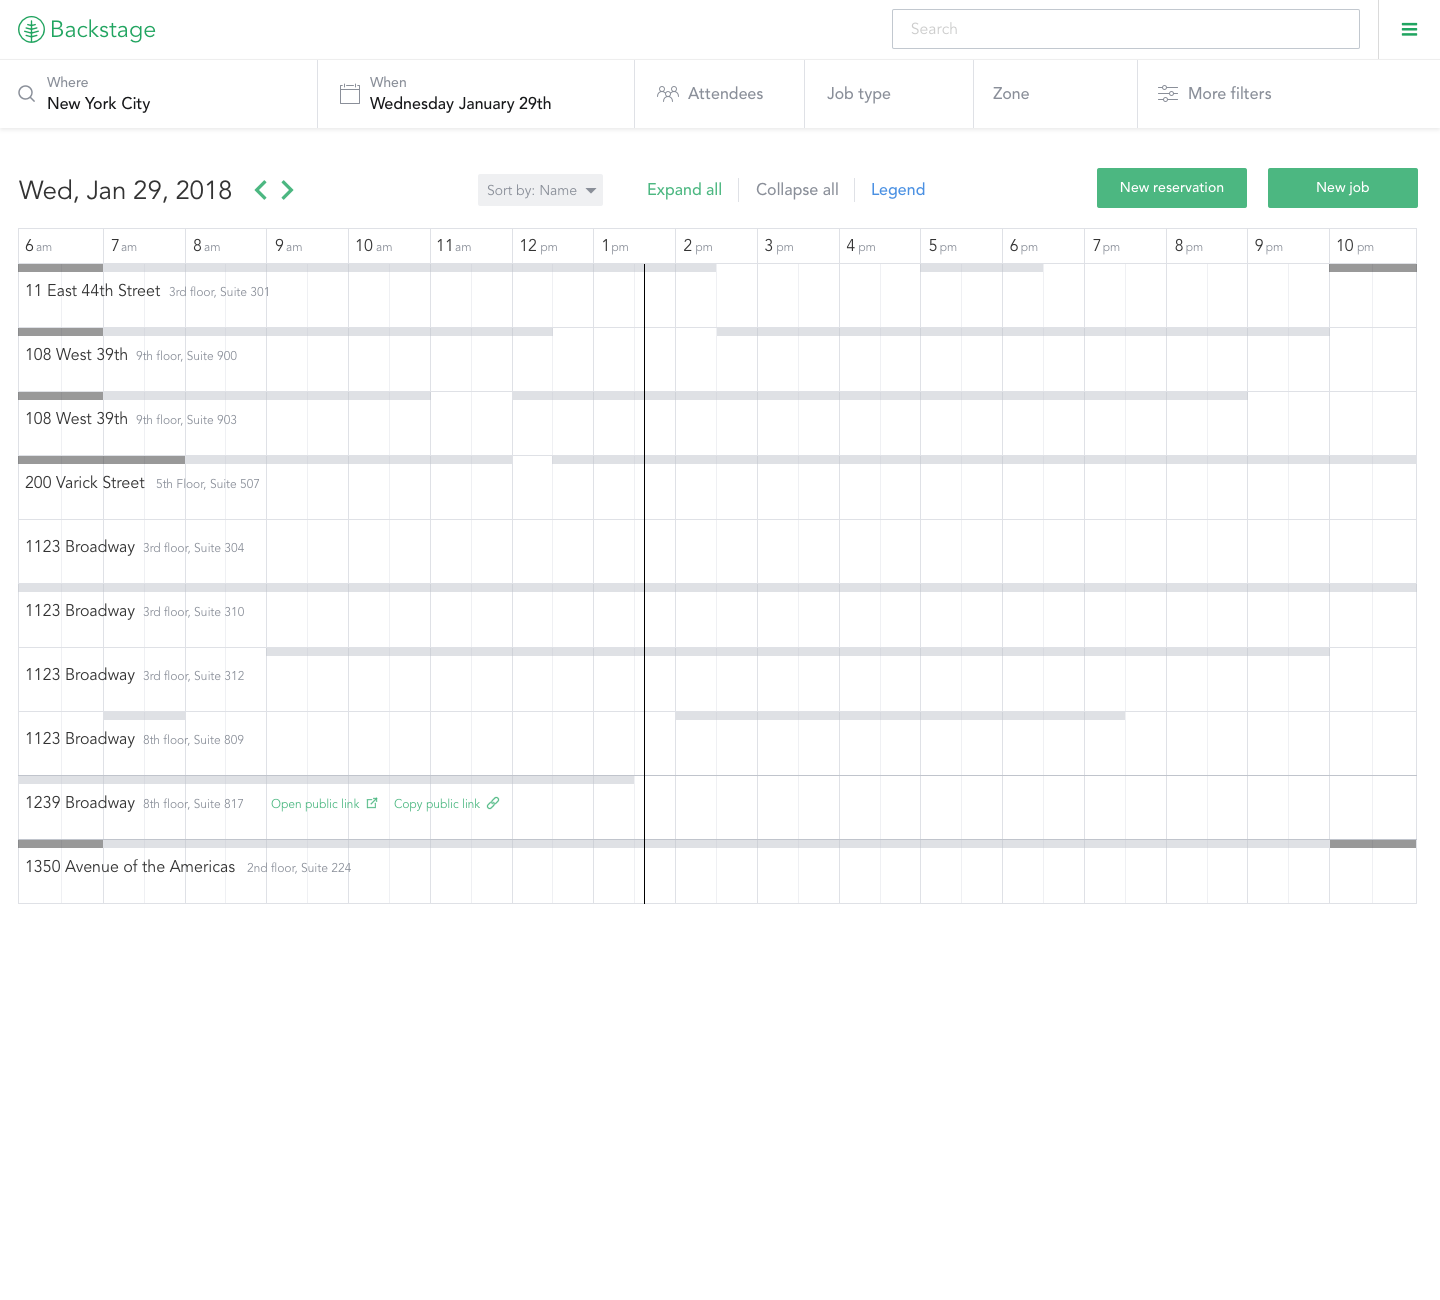 Backstage
Search
Where
New York City
When
Wednesday January 29th
Attendees
Job type
Zone
More filters
Wed, Jan 29, 2018
Sort by: Name
Expand all
Collapse all
Legend
New reservation
New job
6 am 7 am 8 am 9 am 10 am 11 am 12 pm 1 pm 2 pm 3 pm 4 pm 5 pm 6 pm 7 pm 8 pm 9 pm 10 pm
11 East 44th Street 3rd floor, Suite 301
108 West 39th 9th floor, Suite 900
108 West 39th 9th floor, Suite 903
200 Varick Street 5th Floor, Suite 507
1123 Broadway 3rd floor, Suite 304
1123 Broadway 3rd floor, Suite 310
1123 Broadway 3rd floor, Suite 312
1123 Broadway 8th floor, Suite 809
1239 Broadway 8th floor, Suite 817 Open public link Copy public link
1350 Avenue of the Americas 2nd floor, Suite 224